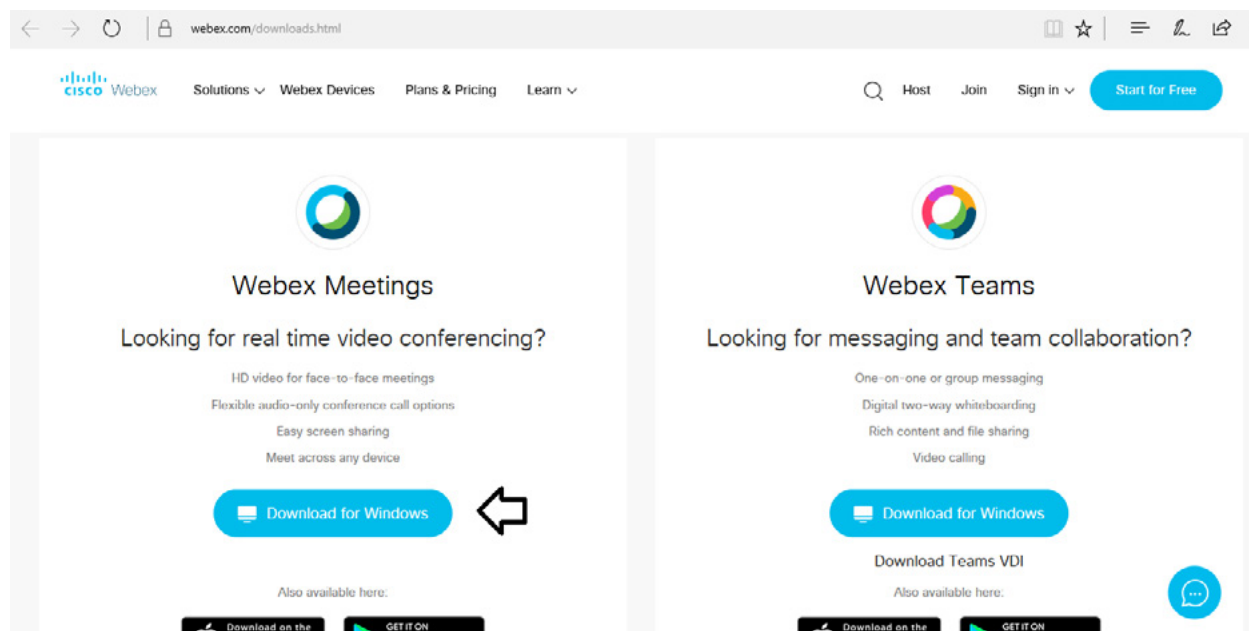 webex.com/downloads.html
CISCO Webex
Solutions
Webex Devices
Plans & Pricing
Learn
Host
Join
Sign in
Start for Free
Webex Meetings
Looking for real time video conferencing?
HD video for face-to-face meetings
Flexible audio-only conference call options
Easy screen sharing
Meet across any device
Download for Windows
Also available here:
Download on the
GET IT ON
Webex Teams
Looking for messaging and team collaboration?
One-on-one or group messaging
Digital two-way whiteboarding
Rich content and file sharing
Video calling
Download for Windows
Download Teams VDI
Also available here:
Download on the
GET IT ON